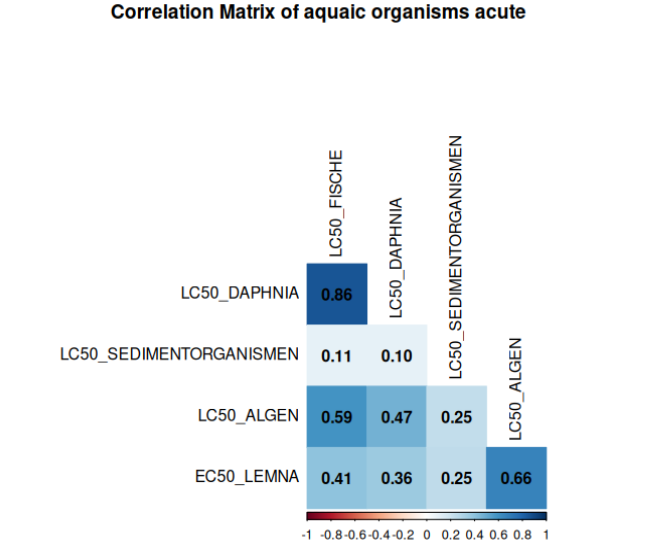 Correlation Matrix of aquaic organisms acute
LC50_FISCHE
LC50_DAPHNIA
LC50_SEDIMENTORGANISMEN
LC50_ALGEN
LC50_DAPHNIA 0.86
LC50_SEDIMENTORGANISMEN 0.11 0.10
LC50_ALGEN 0.59 0.47 0.25
EC50_LEMNA 0.41 0.36 0.25 0.66
-1 -0.8 -0.6 -0.4 -0.2 0 0.2 0.4 0.6 0.8 1